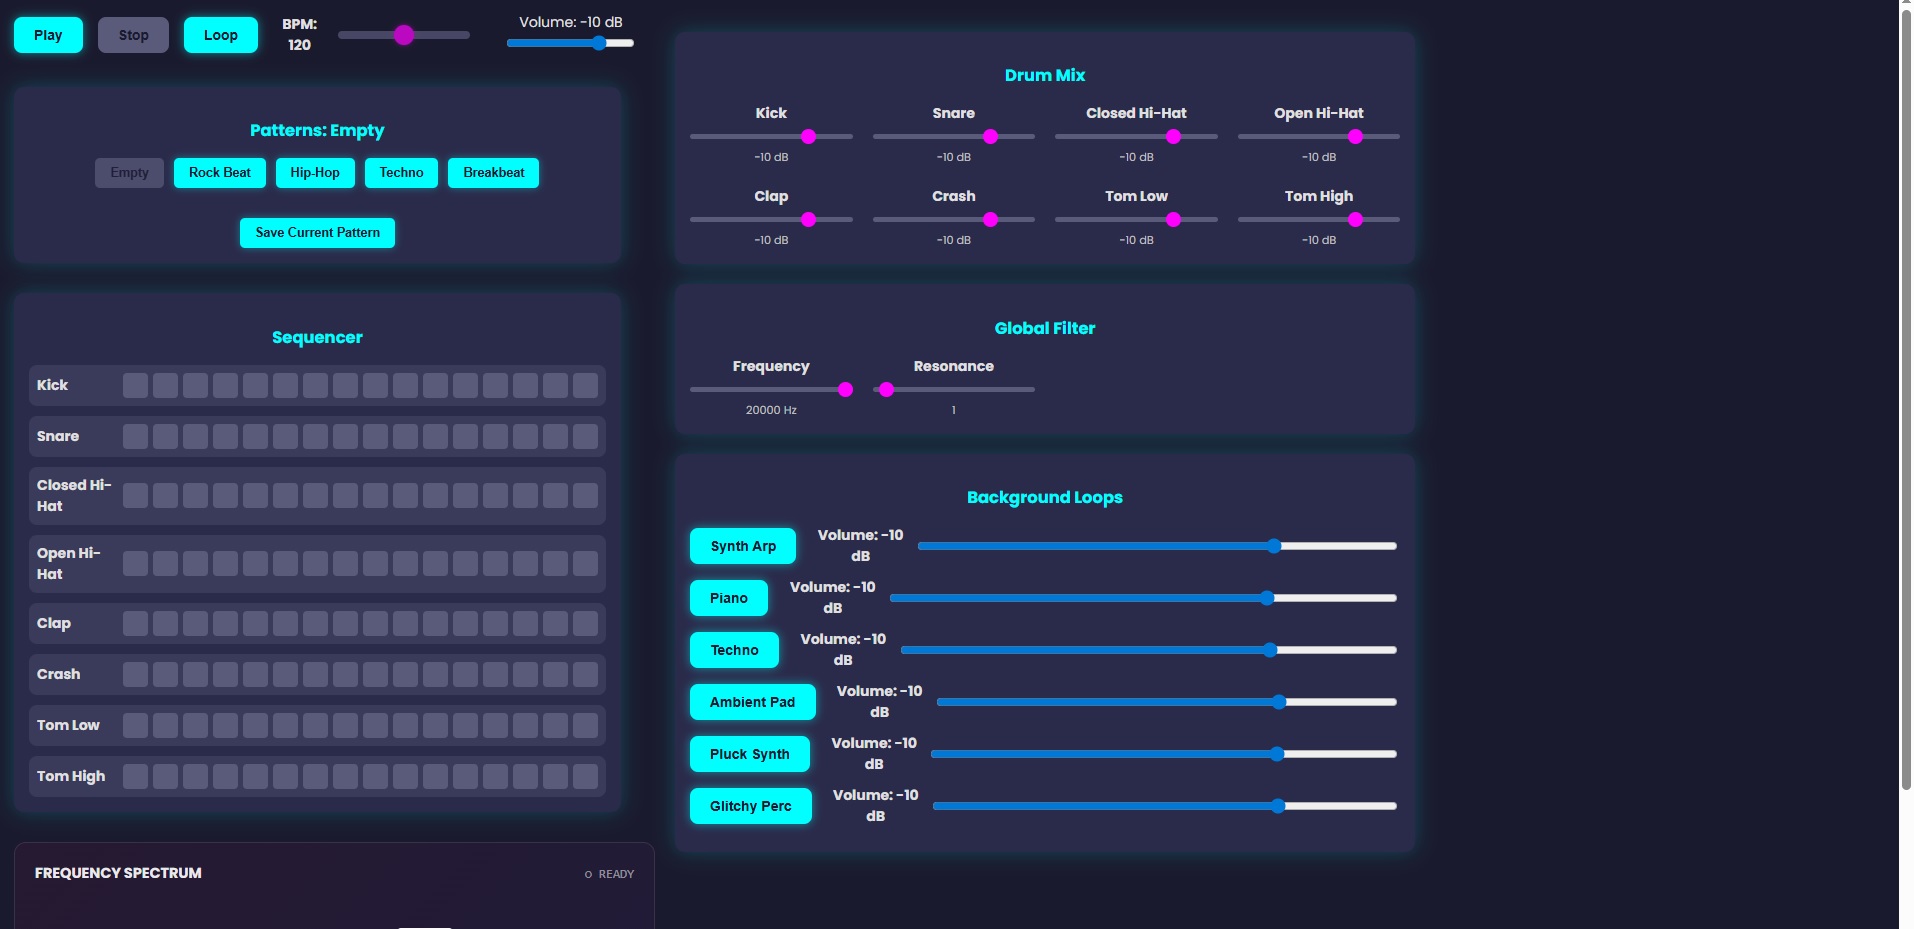 Play
Stop
Loop
BPM:
120
Volume: -10 dB
Patterns: Empty
Empty
Rock Beat
Hip-Hop
Techno
Breakbeat
Save Current Pattern
Sequencer
Kick
Snare
Closed Hi-
Hat
Open Hi-
Hat
Clap
Crash
Tom Low
Tom High
FREQUENCY SPECTRUM
○ READY
Drum Mix
Kick
Snare
Closed Hi-Hat
Open Hi-Hat
-10 dB
-10 dB
-10 dB
-10 dB
Clap
Crash
Tom Low
Tom High
-10 dB
-10 dB
-10 dB
-10 dB
Global Filter
Frequency
Resonance
20000 Hz
1
Background Loops
Synth Arp
Volume: -10
dB
Piano
Volume: -10
dB
Techno
Volume: -10
dB
Ambient Pad
Volume: -10
dB
Pluck Synth
Volume: -10
dB
Glitchy Perc
Volume: -10
dB